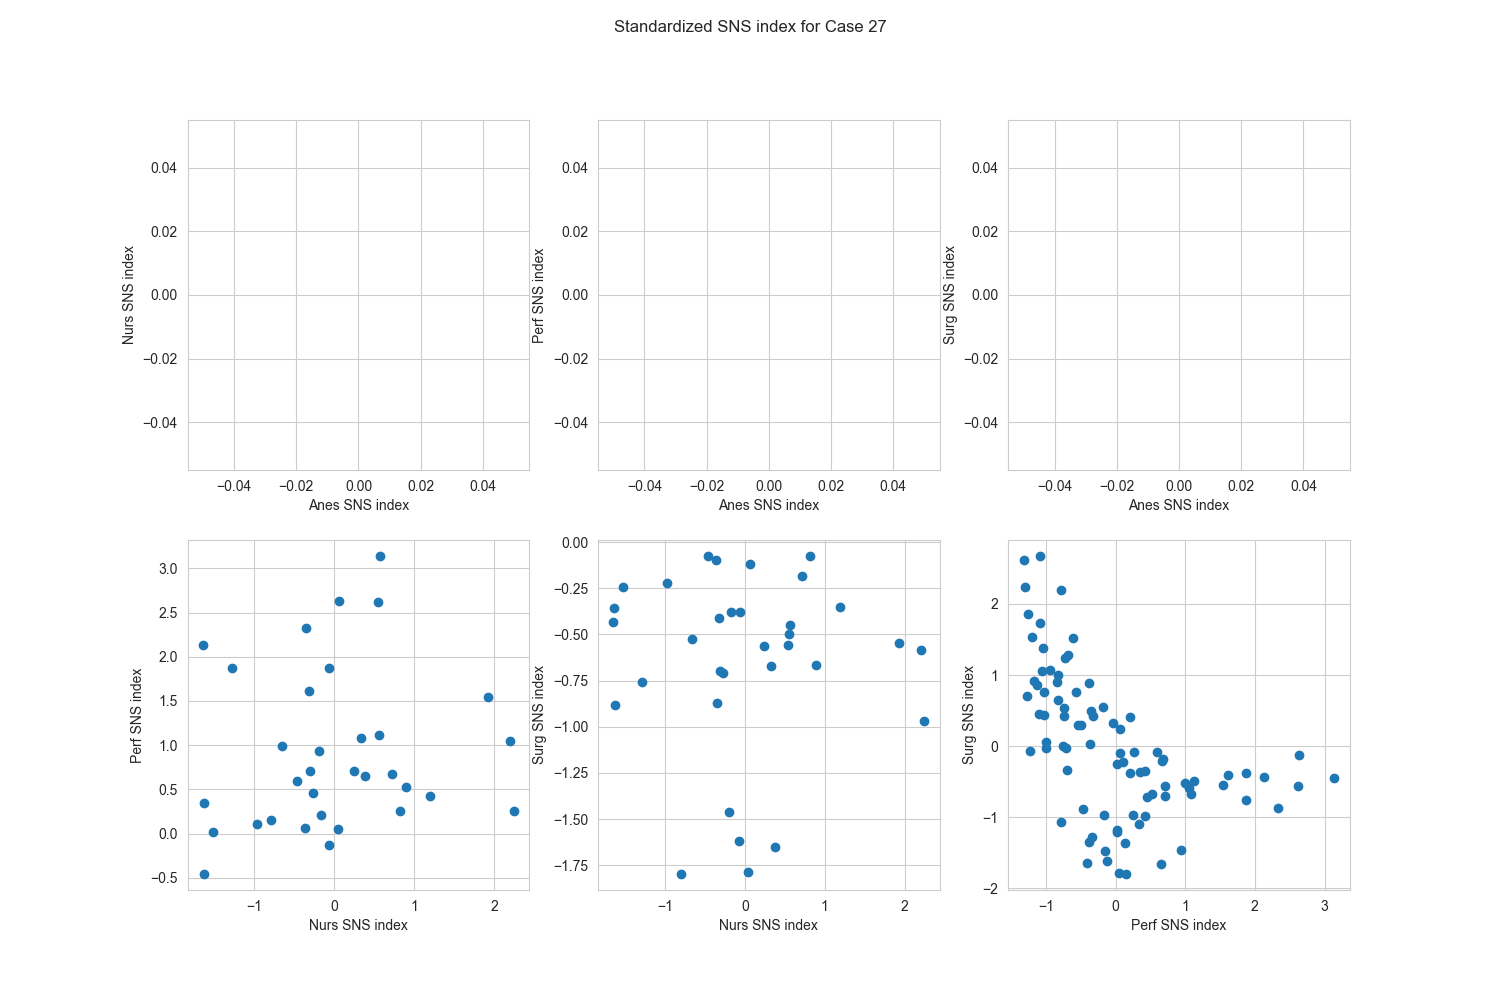 Standardized SNS index for Case 27
0.04 0.04 0.04
0.02 0.02 0.02
Nurs SNS index Perf SNS index Surg SNS index
0.00 0.00 0.00
−0.02 −0.02 −0.02
−0.04 −0.04 −0.04
−0.04 −0.02 0.00 0.02 0.04 −0.04 −0.02 0.00 0.02 0.04 −0.04 −0.02 0.00 0.02 0.04
Anes SNS index Anes SNS index Anes SNS index
3.0
2.5
2.0
1.5
1.0
0.5
0.0
−0.5
Perf SNS index
−1 0 1 2
Nurs SNS index
0.00
−0.25
−0.50
−0.75
−1.00
−1.25
−1.50
−1.75
Surg SNS index
−1 0 1 2
Nurs SNS index
2
1
0
−1
−2
Surg SNS index
−1 0 1 2 3
Perf SNS index